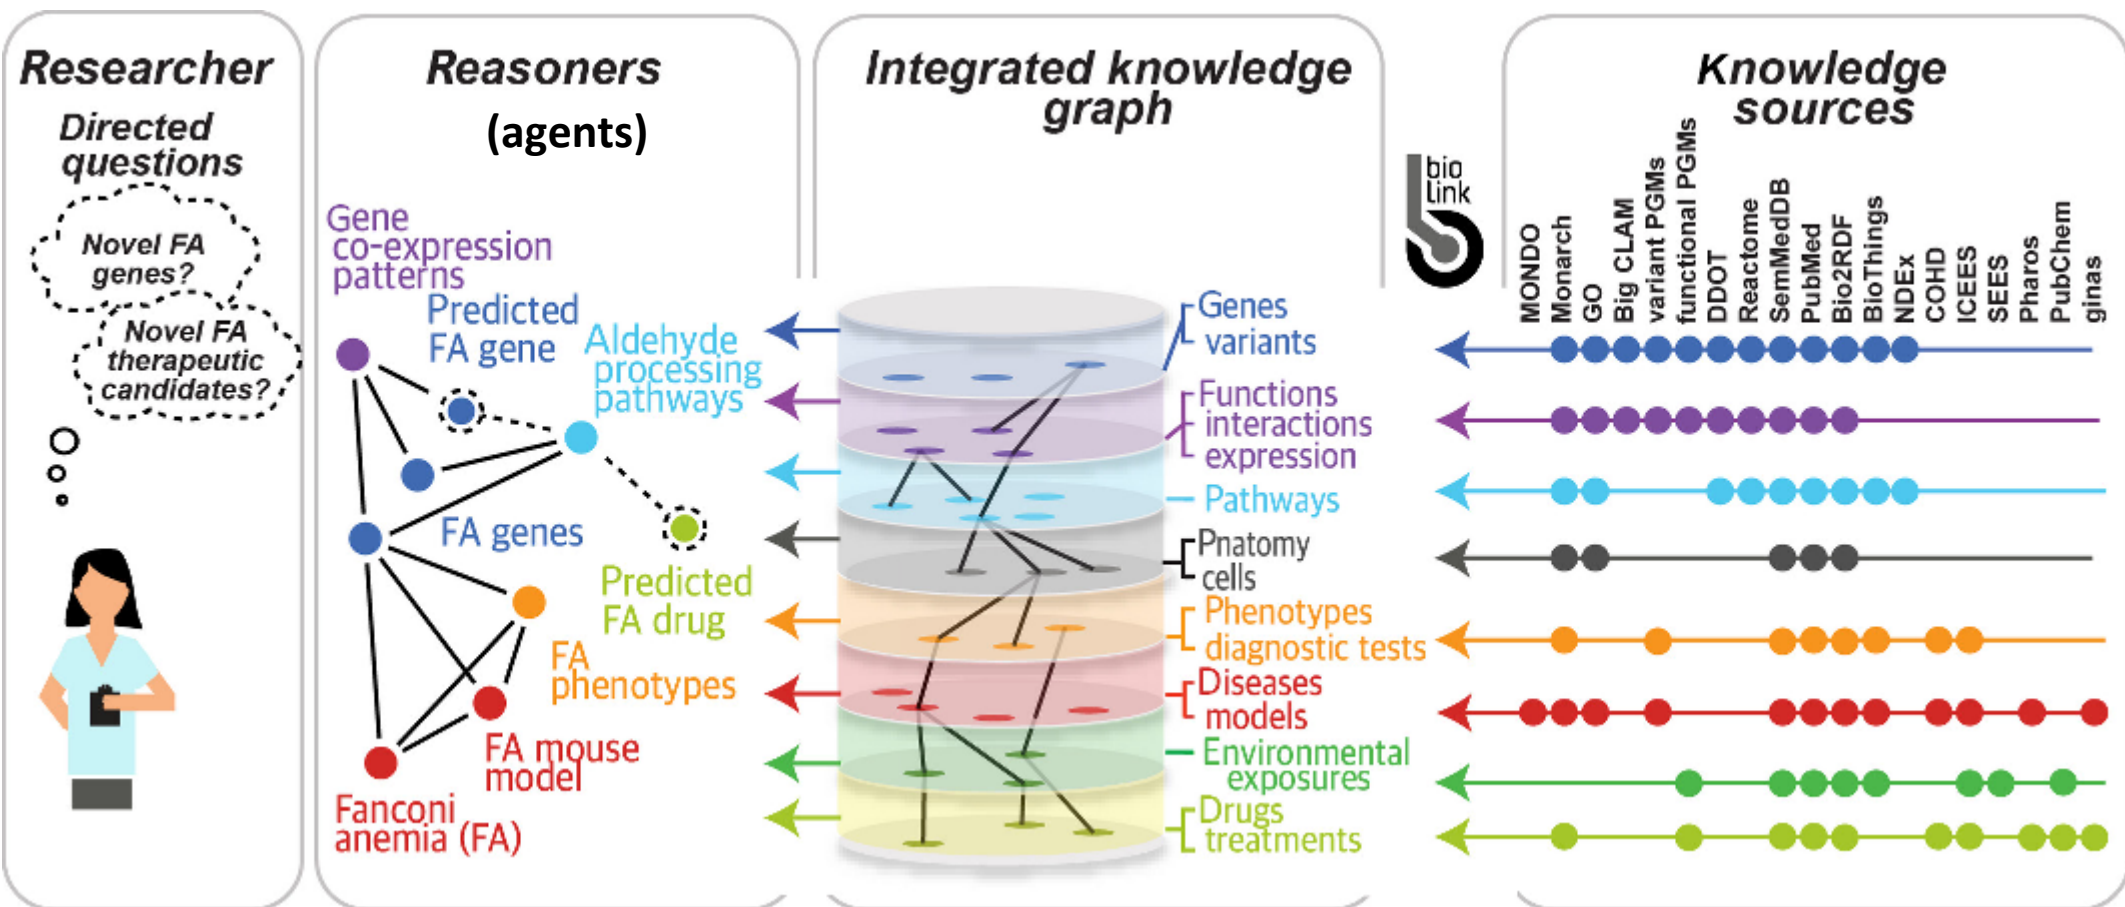 Researcher
Directed
questions
Novel FA
genes?
Novel FA
therapeutic
candidates?
Reasoners
(agents)
Gene
co-expression
patterns
Predicted
FA gene
Aldehyde
processing
pathways
FA genes
Predicted
FA drug
FA
phenotypes
FA mouse
model
Fanconi
anemia (FA)
Integrated knowledge
graph
Genes
variants
Functions
interactions
expression
Pathways
Pnatomy
cells
Phenotypes
diagnostic tests
Diseases
models
Environmental
exposures
Drugs
treatments
bio
link
Knowledge
sources
MONDO
Monarch
GO
Big CLAM
variant PGMs
functional PGMs
DDOT
Reactome
SemMedDB
PubMed
Bio2RDF
BioThings
NDEx
COHD
ICEES
SEES
Pharos
PubChem
ginas